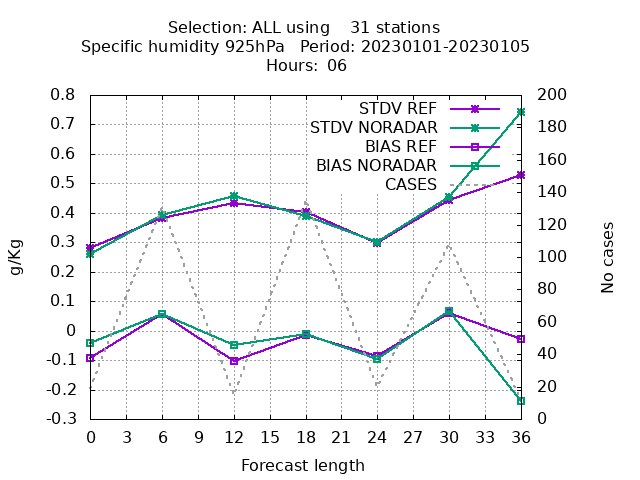 Selection: ALL using    31 stations
Specific humidity 925hPa   Period: 20230101-20230105
Hours: 06
0.8
0.7
0.6
0.5
0.4
0.3
0.2
0.1
0
-0.1
-0.2
-0.3
g/Kg
STDV REF
STDV NORADAR
BIAS REF
BIAS NORADAR
CASES
200
180
160
140
120
100
80
60
40
20
0
No cases
0 3 6 9 12 15 18 21 24 27 30 33 36
Forecast length